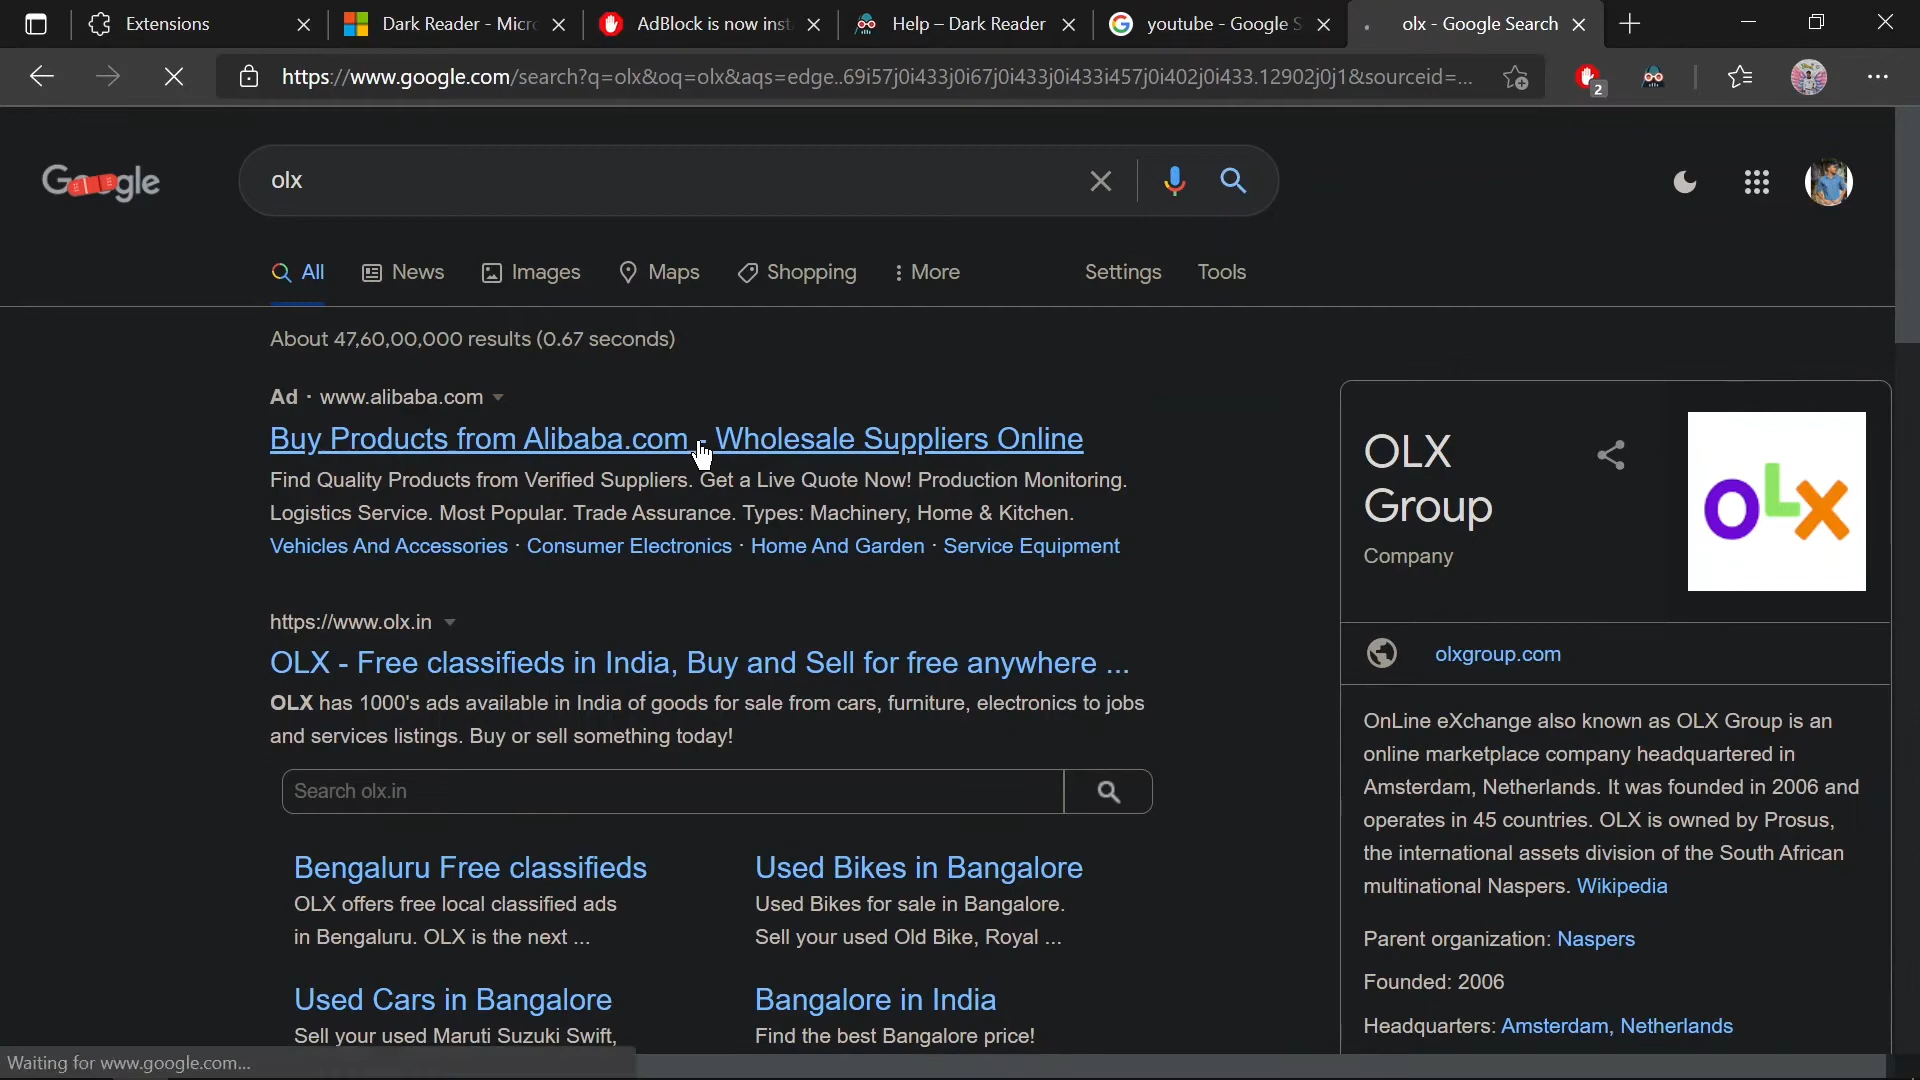 Extensions
Dark Reader - Micr
AdBlock is now inst
Help – Dark Reader
youtube - Google S
olx - Google Search
https://www.google.com/search?q=olx&oq=olx&aqs=edge..69i57j0i433j0i67j0i433j0i433i457j0i402j0i433.12902j0j1&sourceid=...
2
Google
olx
All
News
Images
Maps
Shopping
More
Settings
Tools
About 47,60,00,000 results (0.67 seconds)
Ad · www.alibaba.com
Buy Products from Alibaba.com - Wholesale Suppliers Online
Find Quality Products from Verified Suppliers. Get a Live Quote Now! Production Monitoring.
Logistics Service. Most Popular. Trade Assurance. Types: Machinery, Home & Kitchen.
Vehicles And Accessories · Consumer Electronics · Home And Garden · Service Equipment
https://www.olx.in
OLX - Free classifieds in India, Buy and Sell for free anywhere ...
OLX has 1000's ads available in India of goods for sale from cars, furniture, electronics to jobs
and services listings. Buy or sell something today!
Search olx.in
Bengaluru Free classifieds
OLX offers free local classified ads
in Bengaluru. OLX is the next ...
Used Bikes in Bangalore
Used Bikes for sale in Bangalore.
Sell your used Old Bike, Royal ...
Used Cars in Bangalore
Sell your used Maruti Suzuki Swift,
Bangalore in India
Find the best Bangalore price!
OLX
Group
Company
OLX
olxgroup.com
OnLine eXchange also known as OLX Group is an
online marketplace company headquartered in
Amsterdam, Netherlands. It was founded in 2006 and
operates in 45 countries. OLX is owned by Prosus,
the international assets division of the South African
multinational Naspers. Wikipedia
Parent organization: Naspers
Founded: 2006
Headquarters: Amsterdam, Netherlands
Waiting for www.google.com...